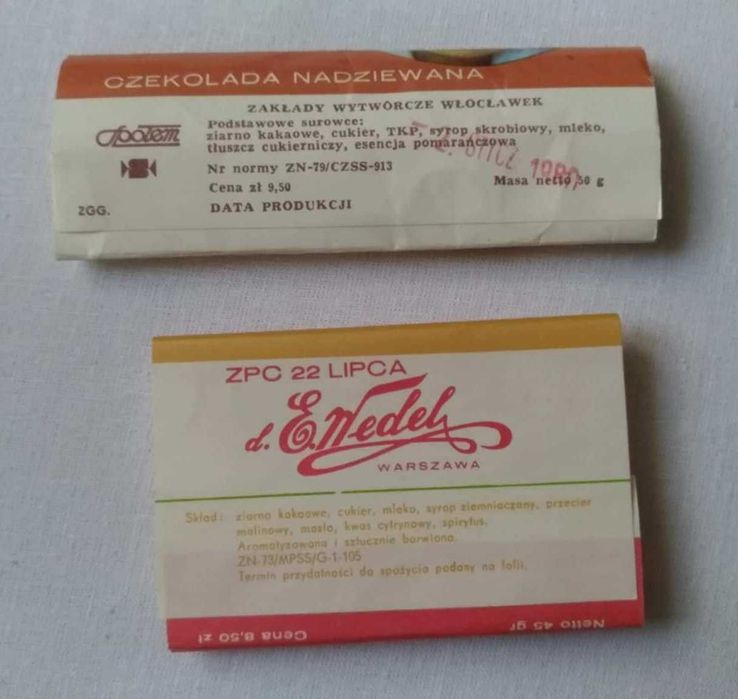 CZEKOLADA NADZIEWANA
ZAKŁADY WYTWÓRCZE WŁOCŁAWEK
Społem
Podstawowe surowce:
ziarno kakaowe, cukier, TKP, syrop skrobiowy, mleko,
tłuszcz cukierniczy, esencja pomarańczowa
Nr normy ZN-79/CZSS-913
Cena zł 9,50
Masa netto 50 g
ZGG.
DATA PRODUKCJI
ZPC 22 LIPCA
d. E. Wedel
WARSZAWA
Skład: ziarno kakaowe, cukier, mleko, syrop ziemniaczany, przecier
malinowy, masło, kwas cytrynowy, spirytus.
Aromatyzowana i sztucznie barwiona.
ZN-73/MPSS/G-1-105
Termin przydatności do spożycia podany na folii.
Cena 8,50 zł
Netto 45 gr